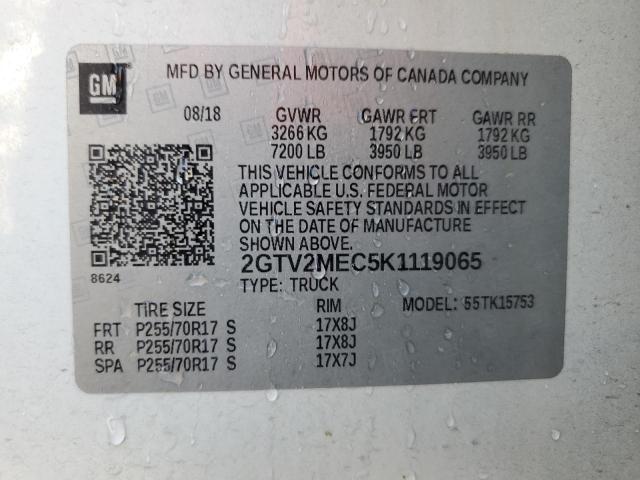 GM
MFD BY GENERAL MOTORS OF CANADA COMPANY
08/18 GVWR GAWR FRT GAWR RR
3266 KG 1792 KG 1792 KG
7200 LB 3950 LB 3950 LB
THIS VEHICLE CONFORMS TO ALL
APPLICABLE U.S. FEDERAL MOTOR
VEHICLE SAFETY STANDARDS IN EFFECT
ON THE DATE OF MANUFACTURE
SHOWN ABOVE.
8624
2GTV2MEC5K1119065
TYPE: TRUCK
TIRE SIZE RIM MODEL: 55TK15753
FRT P255/70R17 S 17X8J
RR P255/70R17 S 17X8J
SPA P255/70R17 S 17X7J